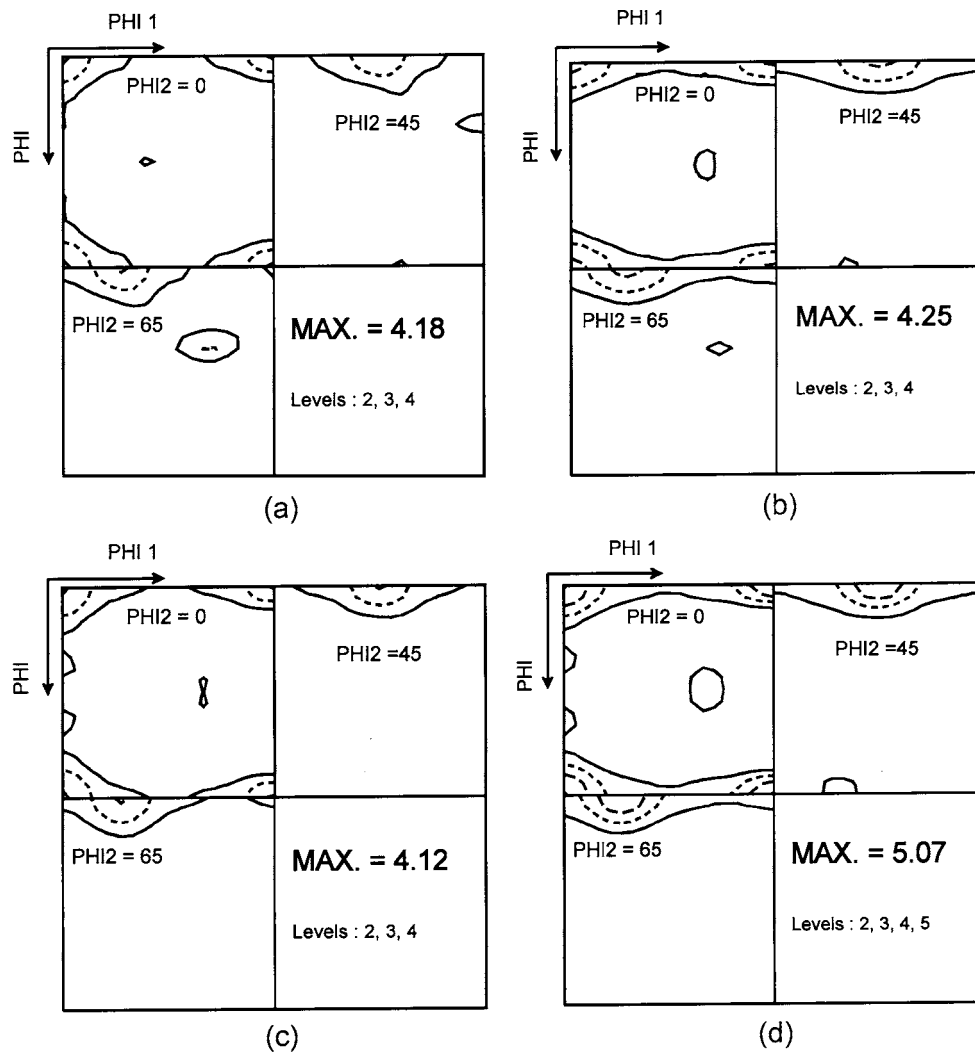 PHI 1
PHI
PHI2 = 0
PHI2 =45
PHI2 = 65
MAX. = 4.18
Levels : 2, 3, 4
(a)
PHI 1
PHI
PHI2 = 0
PHI2 =45
PHI2 = 65
MAX. = 4.25
Levels : 2, 3, 4
(b)
PHI 1
PHI
PHI2 = 0
PHI2 =45
PHI2 = 65
MAX. = 4.12
Levels : 2, 3, 4
(c)
PHI 1
PHI
PHI2 = 0
PHI2 =45
PHI2 = 65
MAX. = 5.07
Levels : 2, 3, 4, 5
(d)